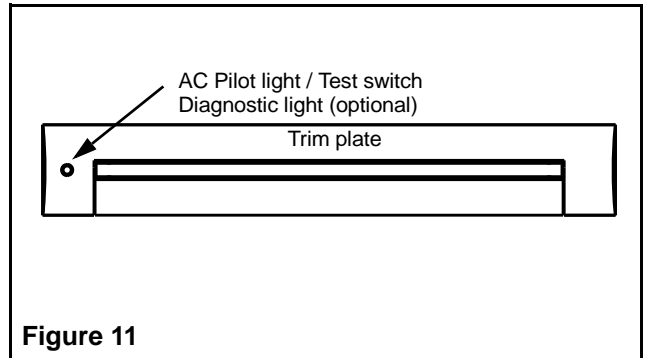 AC Pilot light / Test switch
Diagnostic light (optional)
Trim plate
Figure 11